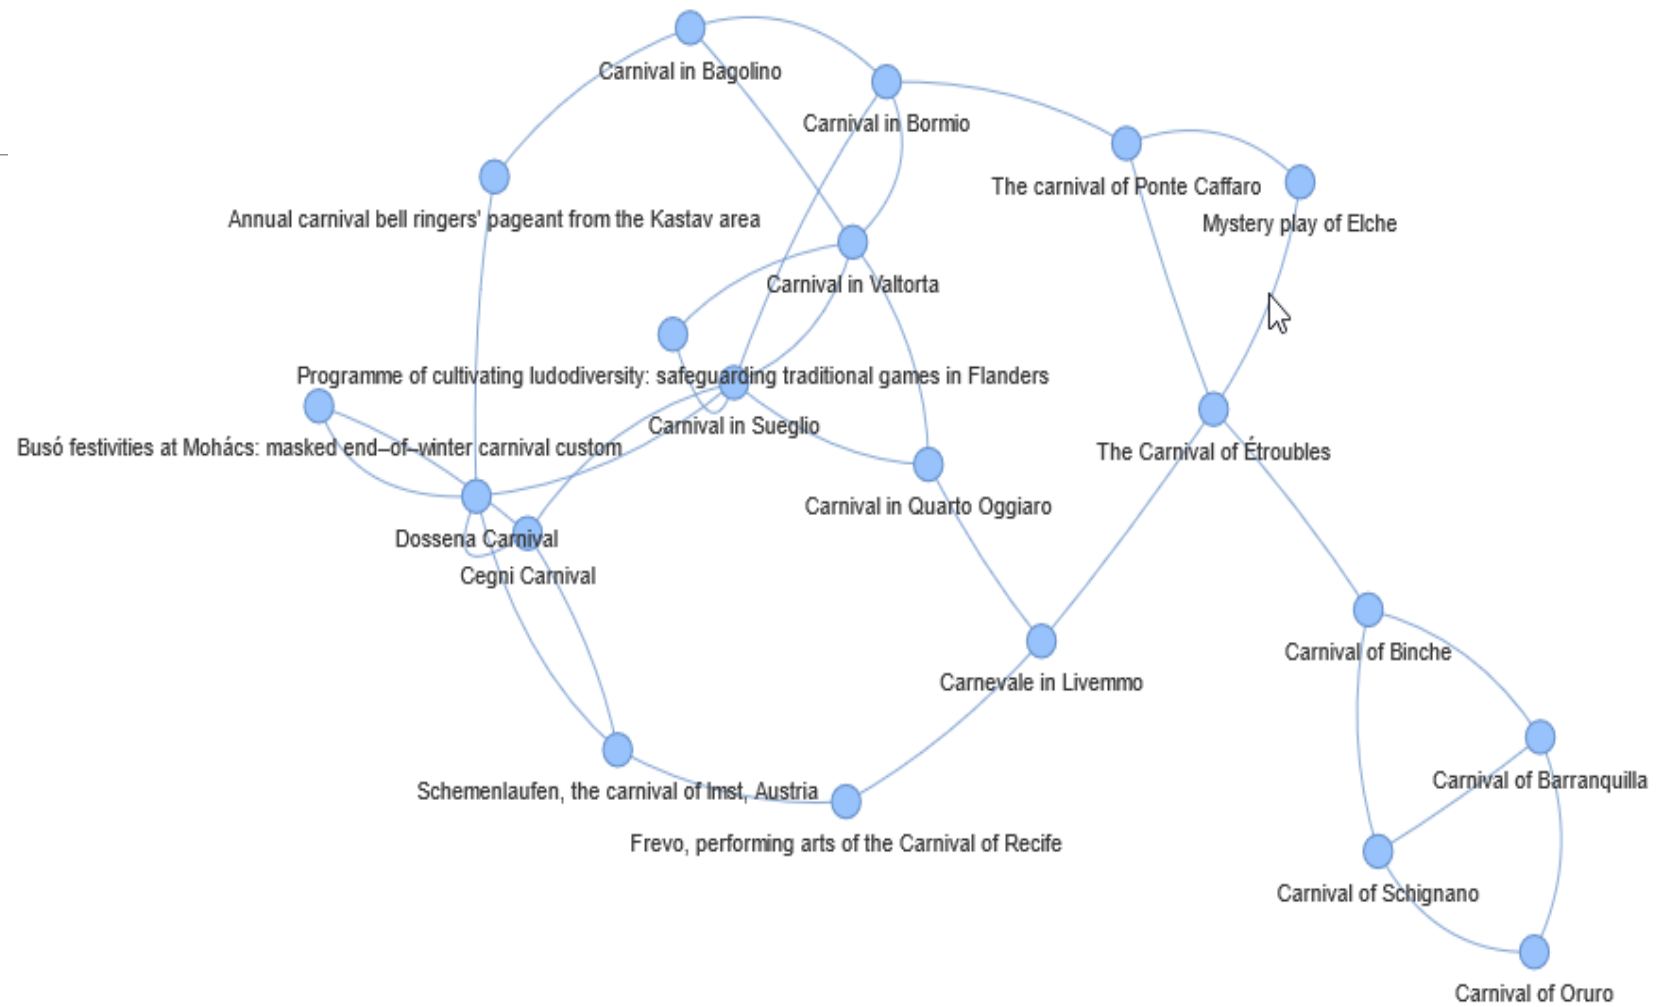 Carnival in Bagolino
Carnival in Bormio
The carnival of Ponte Caffaro
Mystery play of Elche
Annual carnival bell ringers' pageant from the Kastav area
Carnival in Valtorta
Programme of cultivating ludodiversity: safeguarding traditional games in Flanders
Carnival in Sueglio
Busó festivities at Mohács: masked end–of–winter carnival custom
The Carnival of Étroubles
Carnival in Quarto Oggiaro
Dossena Carnival
Cegni Carnival
Carnival of Binche
Carnevale in Livemmo
Carnival of Barranquilla
Schemenlaufen, the carnival of Imst, Austria
Frevo, performing arts of the Carnival of Recife
Carnival of Schignano
Carnival of Oruro